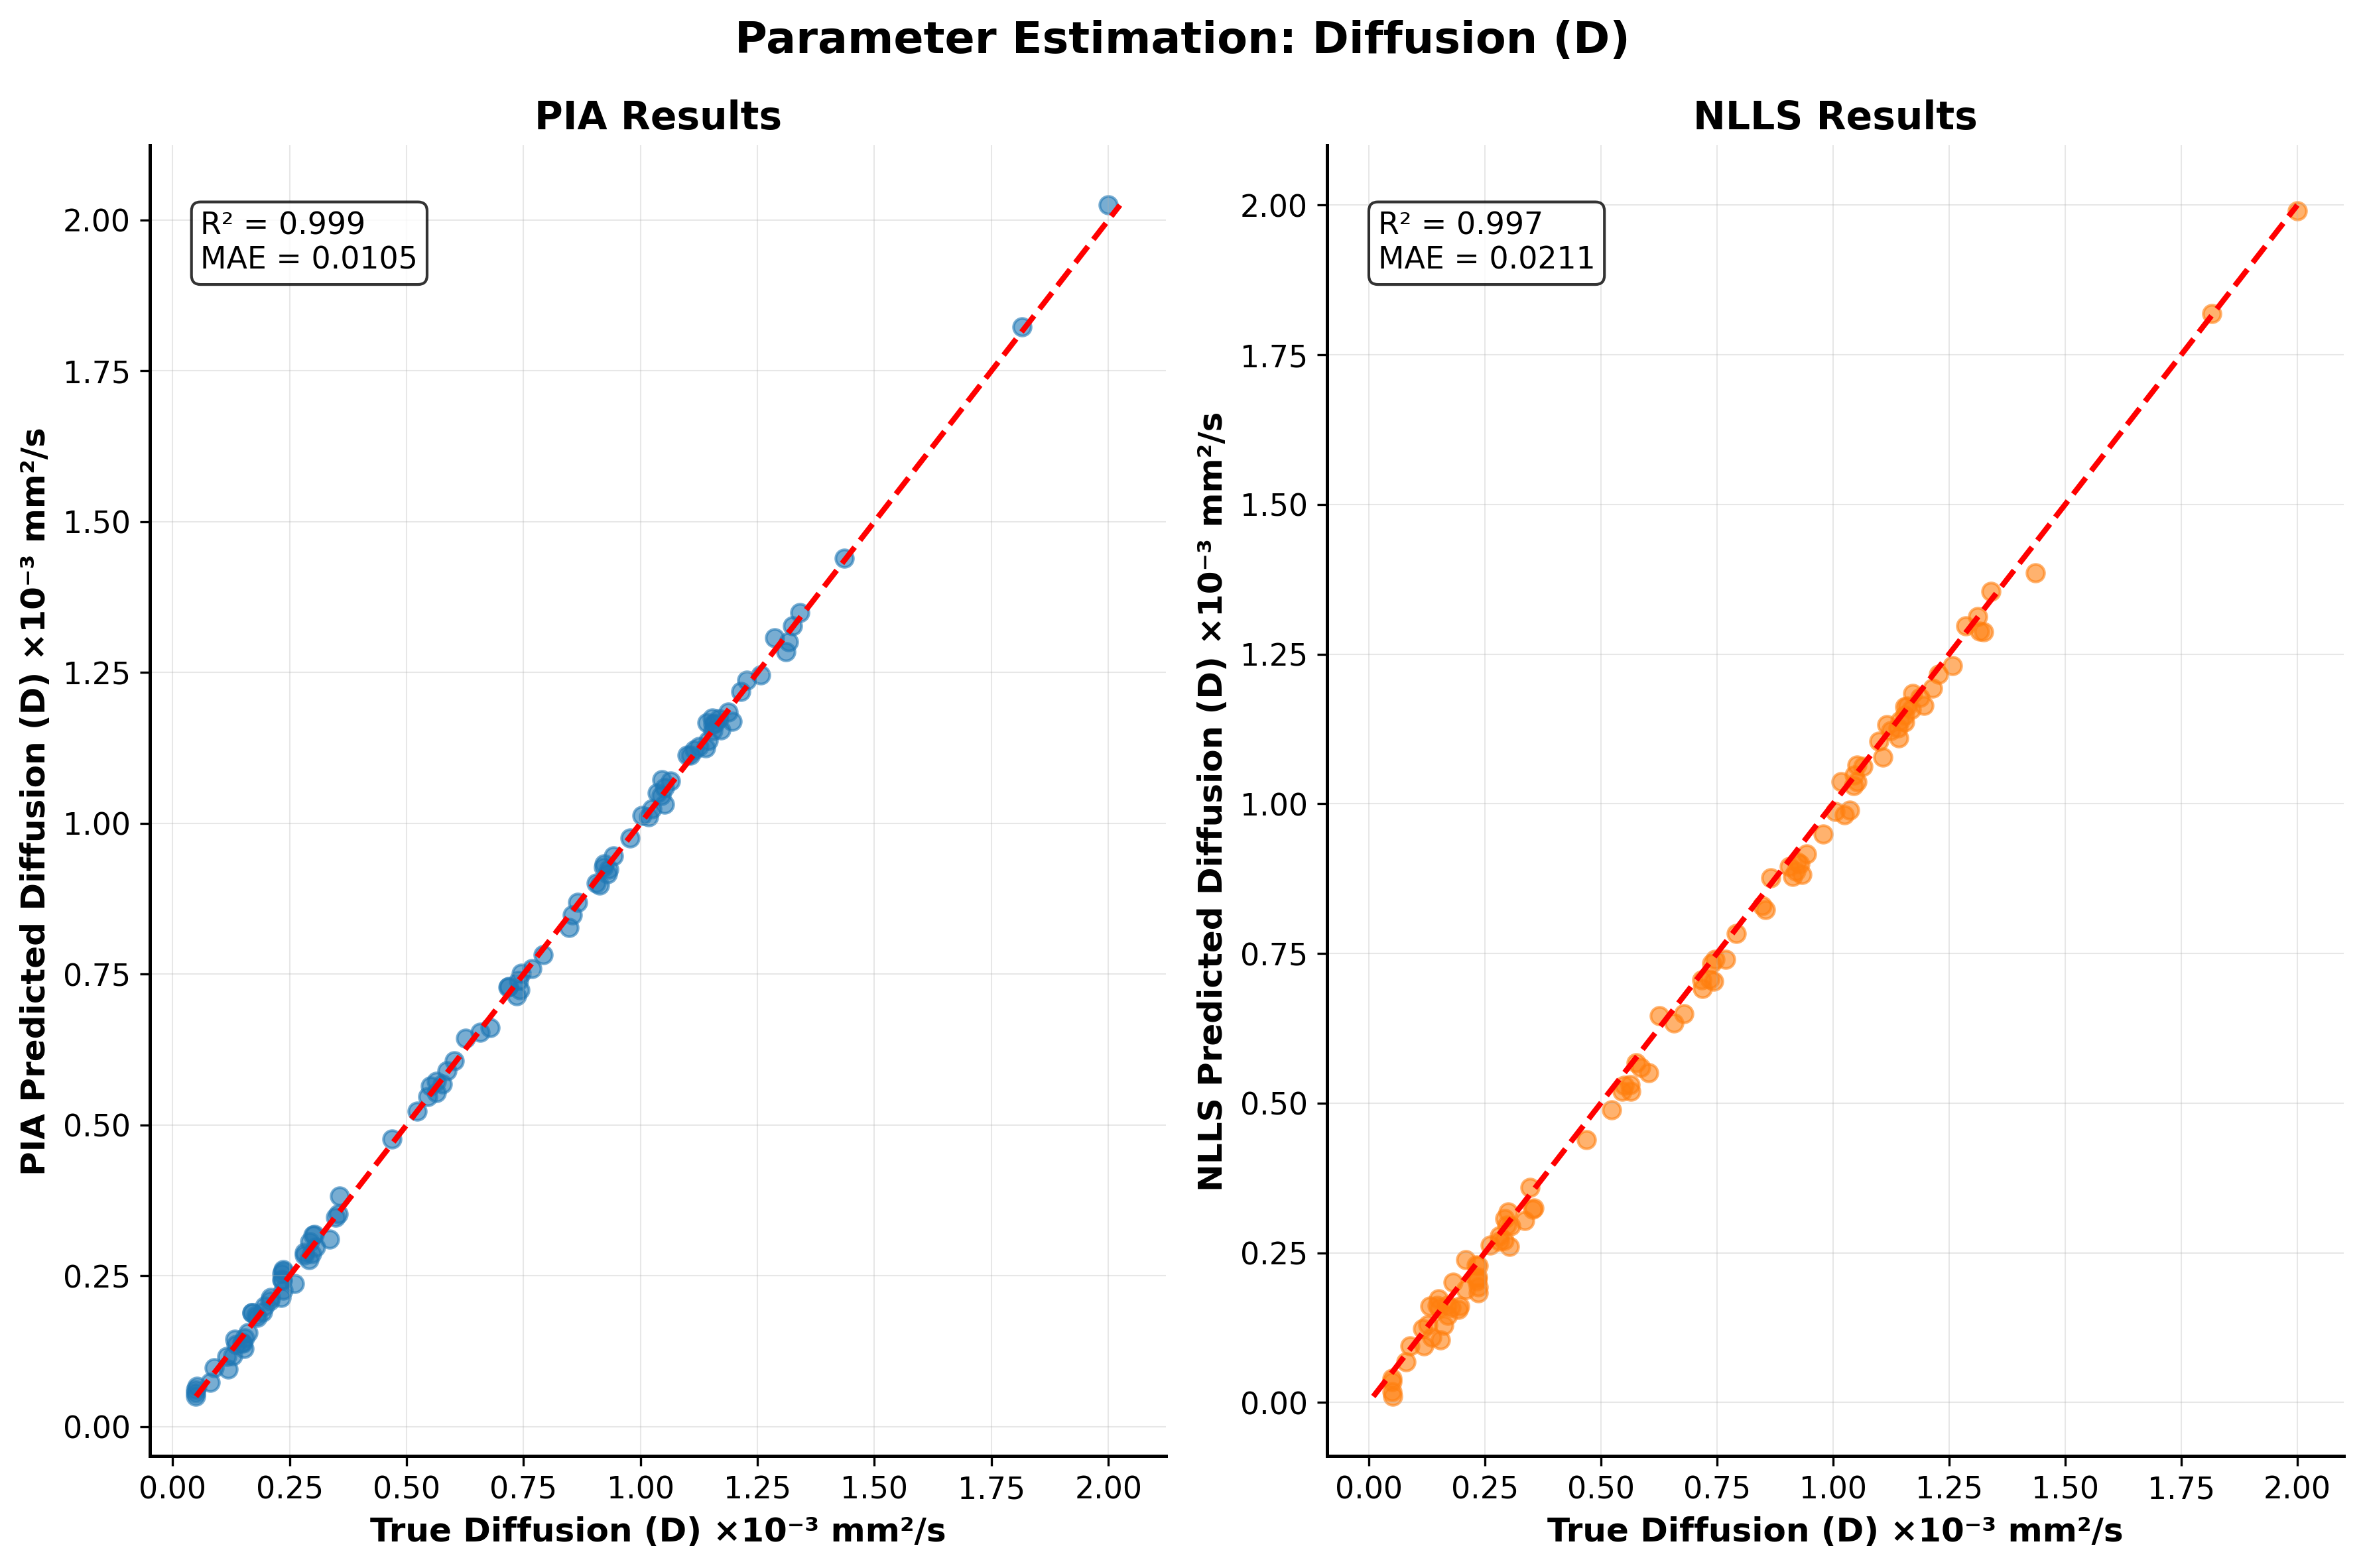 Parameter Estimation: Diffusion (D)
PIA Results
R² = 0.999
MAE = 0.0105
PIA Predicted Diffusion (D) ×10⁻³ mm²/s
2.00
1.75
1.50
1.25
1.00
0.75
0.50
0.25
0.00
0.00 0.25 0.50 0.75 1.00 1.25 1.50 1.75 2.00
True Diffusion (D) ×10⁻³ mm²/s
NLLS Results
R² = 0.997
MAE = 0.0211
NLLS Predicted Diffusion (D) ×10⁻³ mm²/s
2.00
1.75
1.50
1.25
1.00
0.75
0.50
0.25
0.00
0.00 0.25 0.50 0.75 1.00 1.25 1.50 1.75 2.00
True Diffusion (D) ×10⁻³ mm²/s